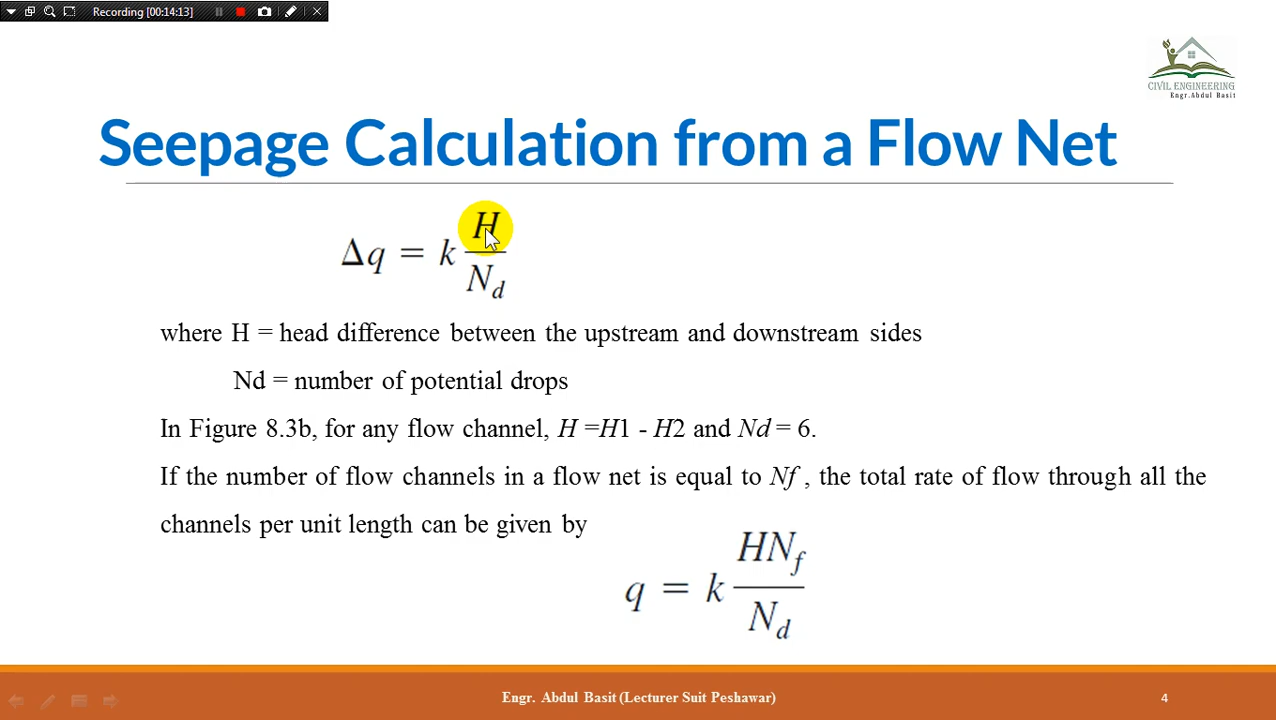 Recording [00:14:13]
CIVIL ENGINEERING
Engr.Abdul Basit
Seepage Calculation from a Flow Net
Δq = k H/N_d
where H = head difference between the upstream and downstream sides
Nd = number of potential drops
In Figure 8.3b, for any flow channel, H =H1 - H2 and Nd = 6.
If the number of flow channels in a flow net is equal to Nf , the total rate of flow through all the
channels per unit length can be given by
q = k HN_f/N_d
Engr. Abdul Basit (Lecturer Suit Peshawar)
4